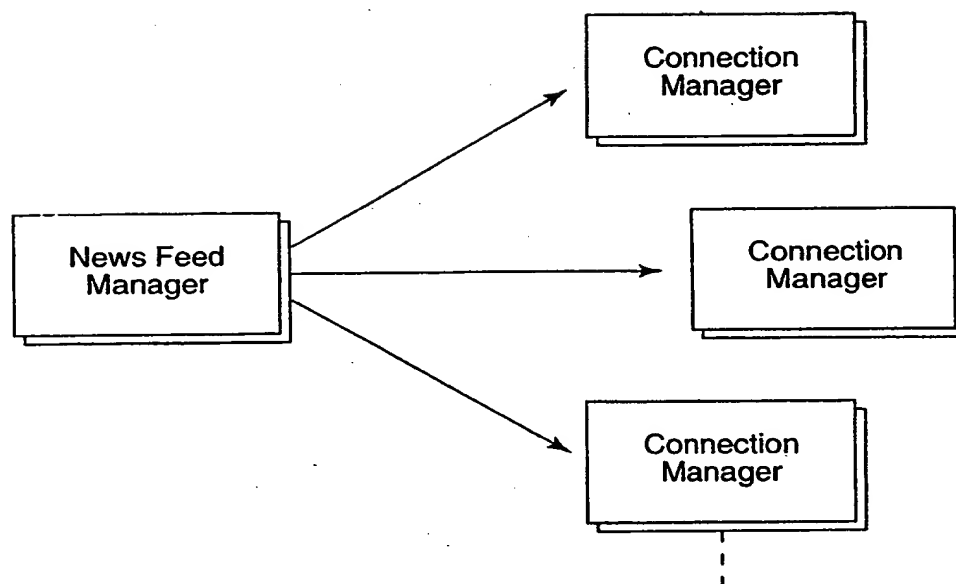 Connection
Manager
News Feed
Manager
Connection
Manager
Connection
Manager